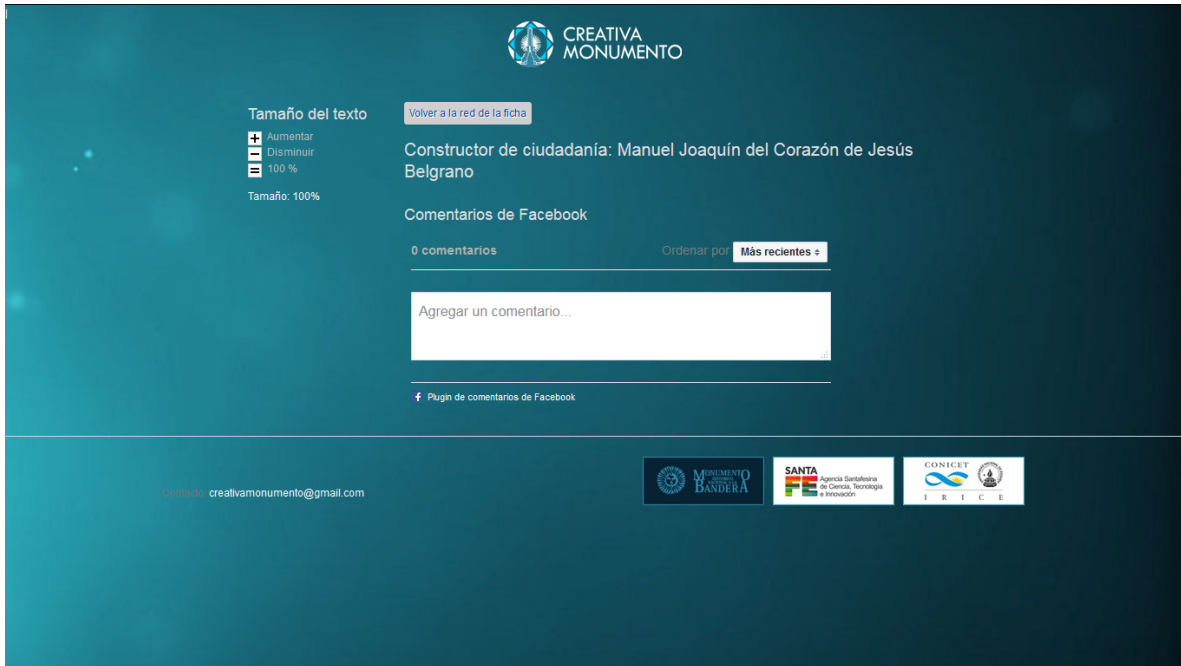 CREATIVA
MONUMENTO
Tamaño del texto
Aumentar
Disminuir
100 %
Tamaño: 100%
Volver a la red de la ficha
Constructor de ciudadanía: Manuel Joaquín del Corazón de Jesús
Belgrano
Comentarios de Facebook
0 comentarios
Ordenar por Más recientes
Agregar un comentario...
Plugin de comentarios de Facebook
Contacto: creativamonumento@gmail.com
MONUMENTO
BANDERA
SANTA
FE
Agencia Santafesina
de Ciencia, Tecnología
e Innovación
CONICET
I R I C E